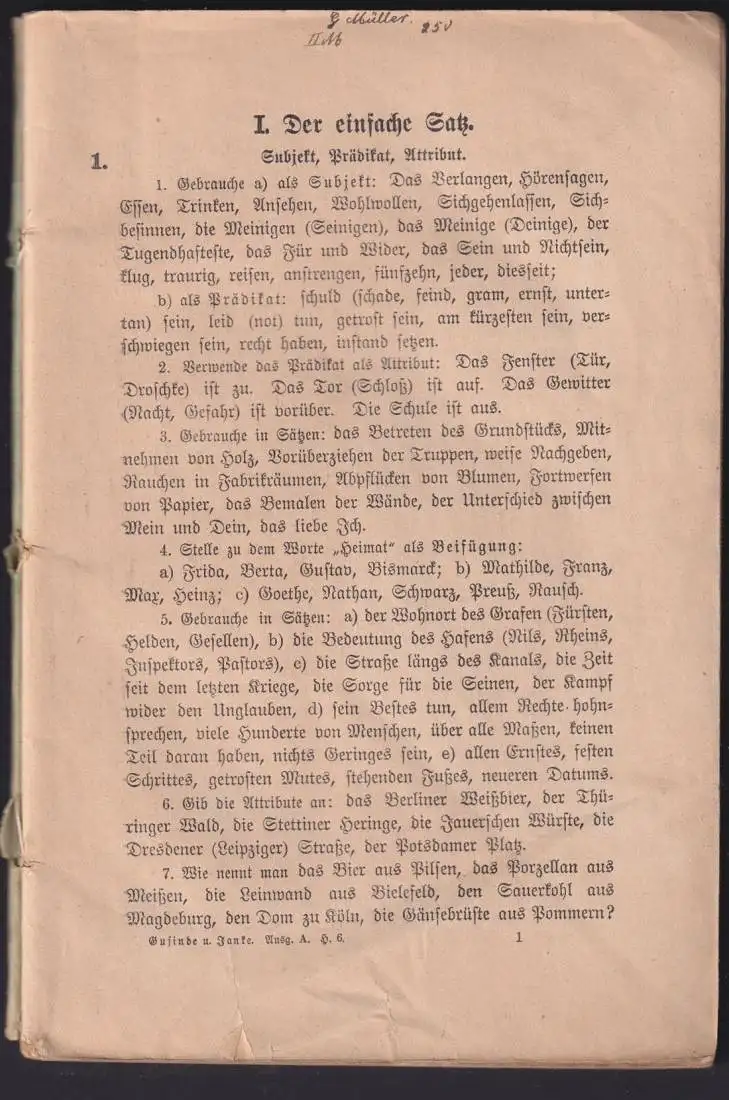 G Müller. 250
II M
I. Der einfache Satz.
1.
Subjekt, Prädikat, Attribut.
1. Gebrauche a) als Subjekt: Das Verlangen, Hörensagen,
Essen, Trinken, Ansehen, Wohlwollen, Sichgehenlassen, Sich-
besinnen, die Meinigen (Seinigen), das Meinige (Deinige), der
Tugendhafteste, das Für und Wider, das Sein und Nichtsein,
klug, traurig, reisen, anstrengen, fünfzehn, jeder, diesseit;
b) als Prädikat: schuld (schade, feind, gram, ernst, unter-
tan) sein, leid (not) tun, getrost sein, am kürzesten sein, ver-
schwiegen sein, recht haben, instand setzen.
2. Verwende das Prädikat als Attribut: Das Fenster (Tür,
Droschke) ist zu. Das Tor (Schloß) ist auf. Das Gewitter
(Nacht, Gefahr) ist vorüber. Die Schule ist aus.
3. Gebrauche in Sätzen: das Betreten des Grundstücks, Mit-
nehmen von Holz, Vorüberziehen der Truppen, weise Nachgeben,
Rauchen in Fabrikräumen, Abpflücken von Blumen, Fortwerfen
von Papier, das Bemalen der Wände, der Unterschied zwischen
Mein und Dein, das liebe Ich.
4. Stelle zu dem Worte „Heimat“ als Beifügung:
a) Frida, Berta, Gustav, Bismarck; b) Mathilde, Franz,
Max, Heinz; c) Goethe, Nathan, Schwarz, Preuß, Rausch.
5. Gebrauche in Sätzen: a) der Wohnort des Grafen (Fürsten,
Helden, Gesellen), b) die Bedeutung des Hafens (Nils, Rheins,
Inspektors, Pastors), c) die Straße längs des Kanals, die Zeit
seit dem letzten Kriege, die Sorge für die Seinen, der Kampf
wider den Unglauben, d) sein Bestes tun, allem Rechte hohn-
sprechen, viele Hunderte von Menschen, über alle Maßen, keinen
Teil daran haben, nichts Geringes sein, e) allen Ernstes, festen
Schrittes, getrosten Mutes, stehenden Fußes, neueren Datums.
6. Gib die Attribute an: das Berliner Weißbier, der Thü-
ringer Wald, die Stettiner Heringe, die Jauerschen Würste, die
Dresdener (Leipziger) Straße, der Potsdamer Platz.
7. Wie nennt man das Bier aus Pilsen, das Porzellan aus
Meißen, die Leinwand aus Bielefeld, den Sauerkohl aus
Magdeburg, den Dom zu Köln, die Gänsebrüste aus Pommern?
Gusinde u. Janke. Ausg. A. H. 6. 1